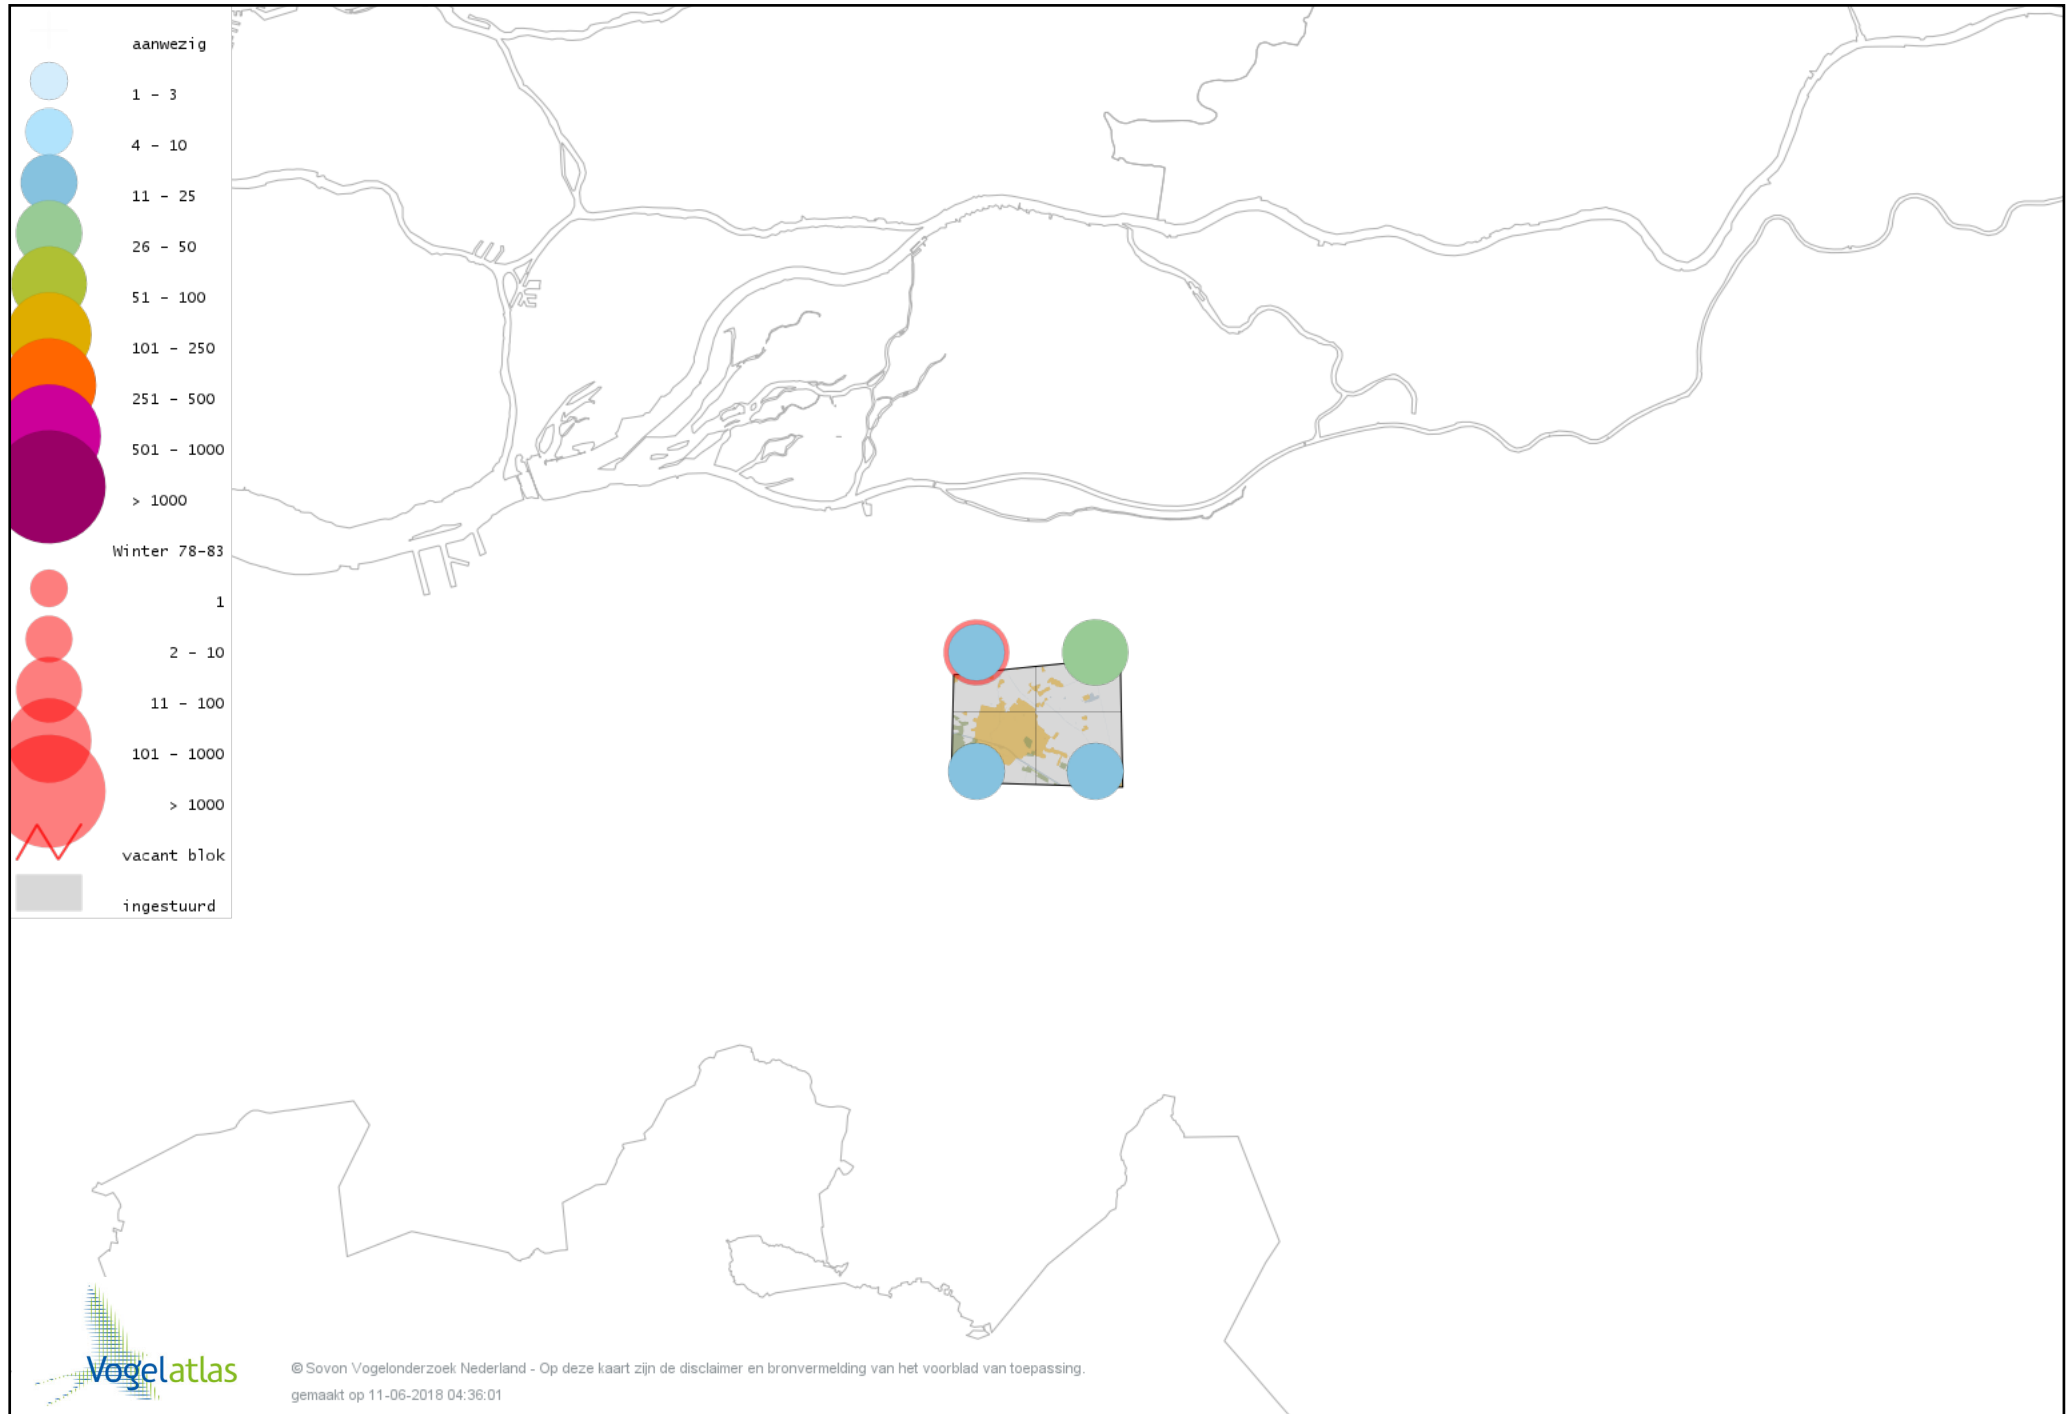 aanwezig
1 - 3
4 - 10
11 - 25
26 - 50
51 - 100
101 - 250
251 - 500
501 - 1000
> 1000
Winter 78-83
1
2 - 10
11 - 100
101 - 1000
> 1000
vacant blok
ingestuurd
Vogelatlas
© Sovon Vogelonderzoek Nederland - Op deze kaart zijn de disclaimer en bronvermelding van het voorblad van toepassing.
gemaakt op 11-06-2018 04:36:01